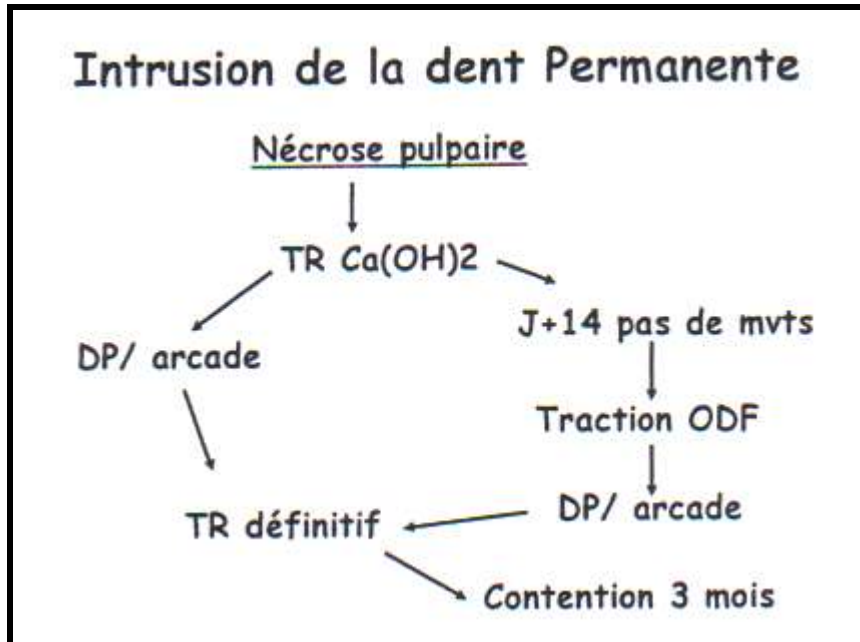 Intrusion de la dent Permanente
Nécrose pulpaire
TR Ca(OH)2
J+14 pas de mvts
DP/ arcade
Traction ODF
DP/ arcade
TR définitif
Contention 3 mois